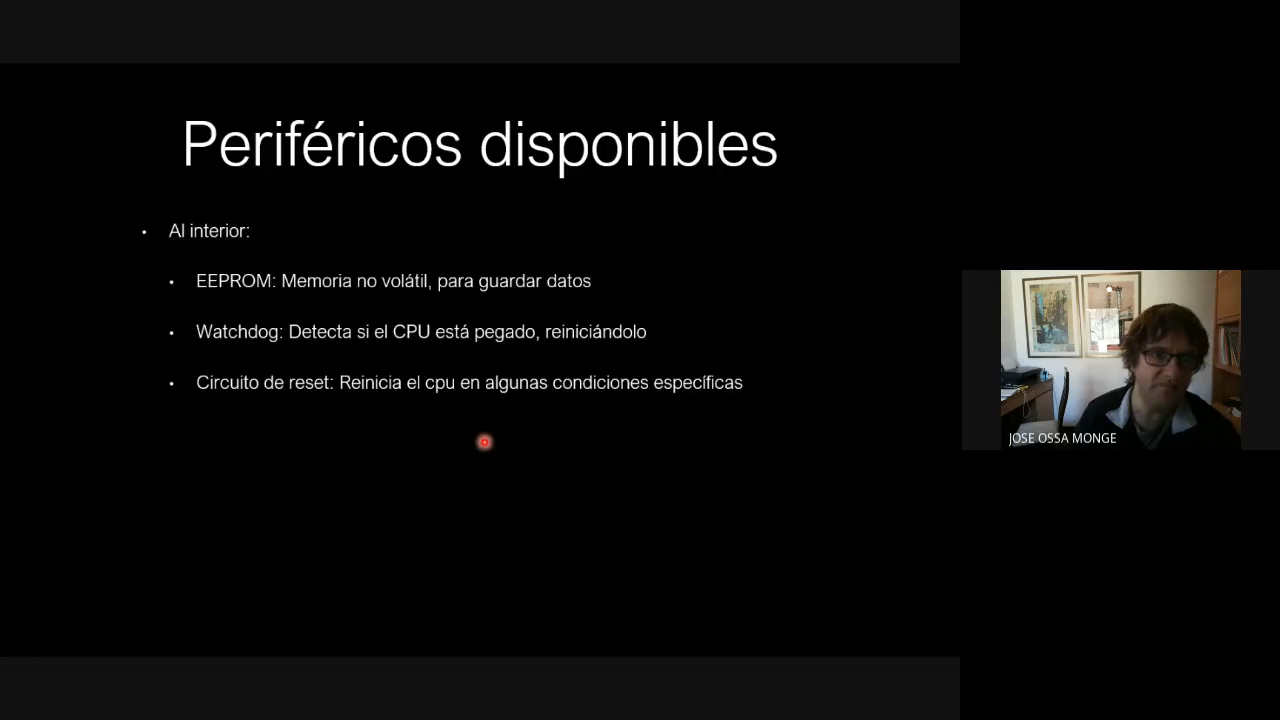 Periféricos disponibles
• Al interior:
• EEPROM: Memoria no volátil, para guardar datos
• Watchdog: Detecta si el CPU está pegado, reiniciándolo
• Circuito de reset: Reinicia el cpu en algunas condiciones específicas
JOSE OSSA MONGE